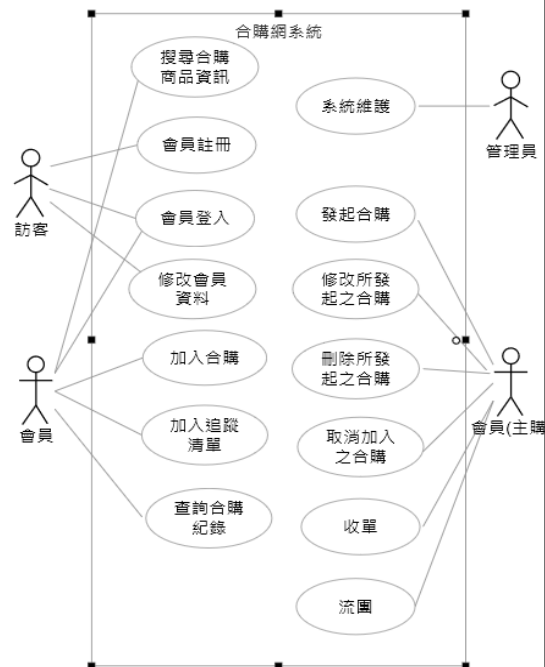 合購網系統
搜尋合購
商品資訊
系統維護
管理員
會員註冊
訪客
會員登入
發起合購
修改會員
資料
修改所發
起之合購
會員
加入合購
刪除所發
起之合購
會員(主購
加入追蹤
清單
取消加入
之合購
查詢合購
紀錄
收單
流團